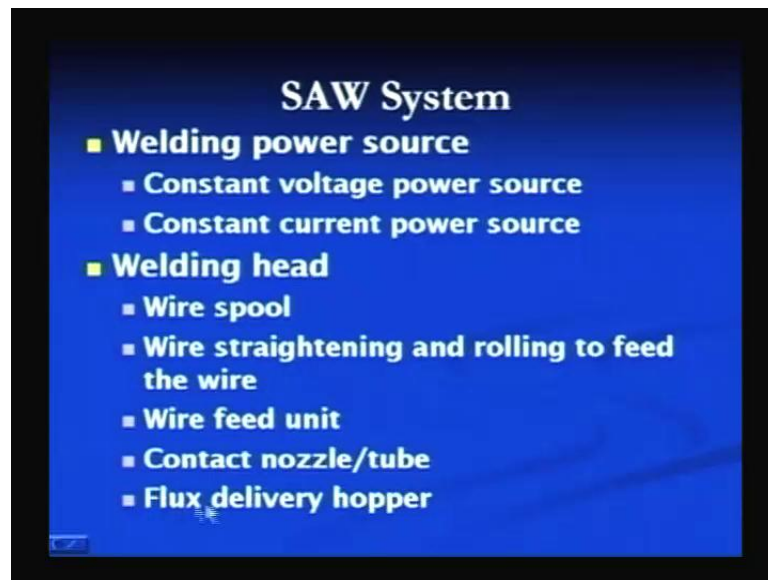 SAW System
Welding power source
Constant voltage power source
Constant current power source
Welding head
Wire spool
Wire straightening and rolling to feed
the wire
Wire feed unit
Contact nozzle/tube
Flux delivery hopper